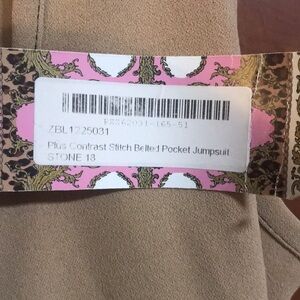 ZBL1225031
Plus Contrast Stitch Belted Pocket Jumpsuit
STONE 18